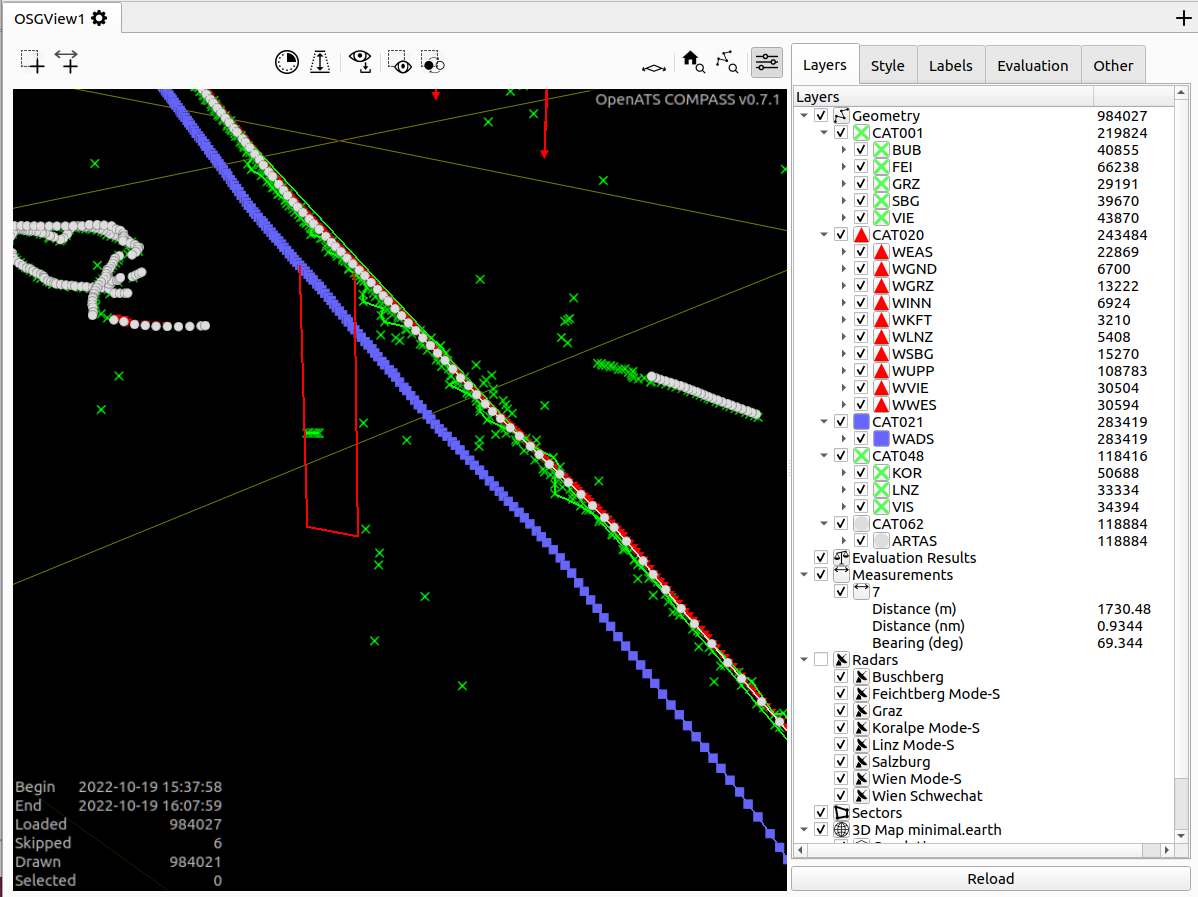 OSGView1
Layers Style Labels Evaluation Other
OpenATS COMPASS v0.7.1
Layers
Geometry 984027
CAT001 219824
BUB 40855
FEI 66238
GRZ 29191
SBG 39670
VIE 43870
CAT020 243484
WEAS 22869
WGND 6700
WGRZ 13222
WINN 6924
WKFT 3210
WLNZ 5408
WSBG 15270
WUPP 108783
WVIE 30504
WWES 30594
CAT021 283419
WADS 283419
CAT048 118416
KOR 50688
LNZ 33334
VIS 34394
CAT062 118884
ARTAS 118884
Evaluation Results
Measurements
7
Distance (m) 1730.48
Distance (nm) 0.9344
Bearing (deg) 69.344
Radars
Buschberg
Feichtberg Mode-S
Graz
Koralpe Mode-S
Linz Mode-S
Salzburg
Wien Mode-S
Wien Schwechat
Sectors
3D Map minimal.earth
Begin 2022-10-19 15:37:58
End 2022-10-19 16:07:59
Loaded 984027
Skipped 6
Drawn 984021
Selected 0
Reload